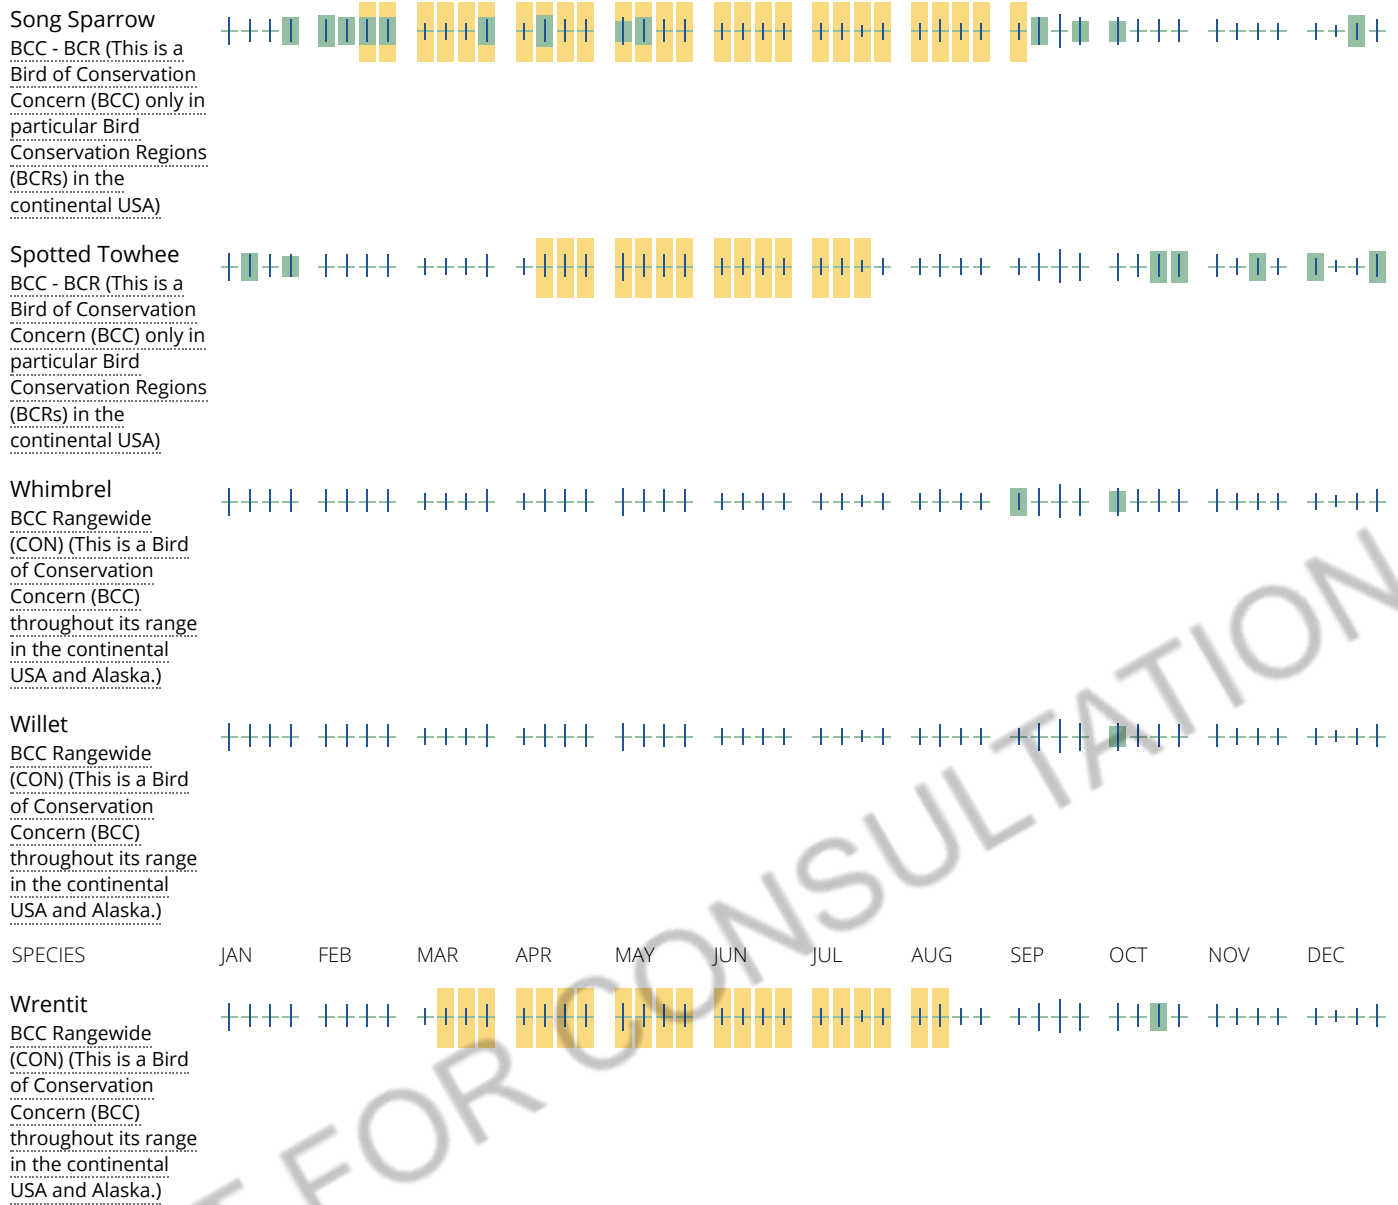 Song Sparrow
BCC - BCR (This is a
Bird of Conservation
Concern (BCC) only in
particular Bird
Conservation Regions
(BCRs) in the
continental USA)
Spotted Towhee
BCC - BCR (This is a
Bird of Conservation
Concern (BCC) only in
particular Bird
Conservation Regions
(BCRs) in the
continental USA)
Whimbrel
BCC Rangewide
(CON) (This is a Bird
of Conservation
Concern (BCC)
throughout its range
in the continental
USA and Alaska.)
Willet
BCC Rangewide
(CON) (This is a Bird
of Conservation
Concern (BCC)
throughout its range
in the continental
USA and Alaska.)
SPECIES JAN FEB MAR APR MAY JUN JUL AUG SEP OCT NOV DEC
Wrentit
BCC Rangewide
(CON) (This is a Bird
of Conservation
Concern (BCC)
throughout its range
in the continental
USA and Alaska.)
FOR CONSULTATION